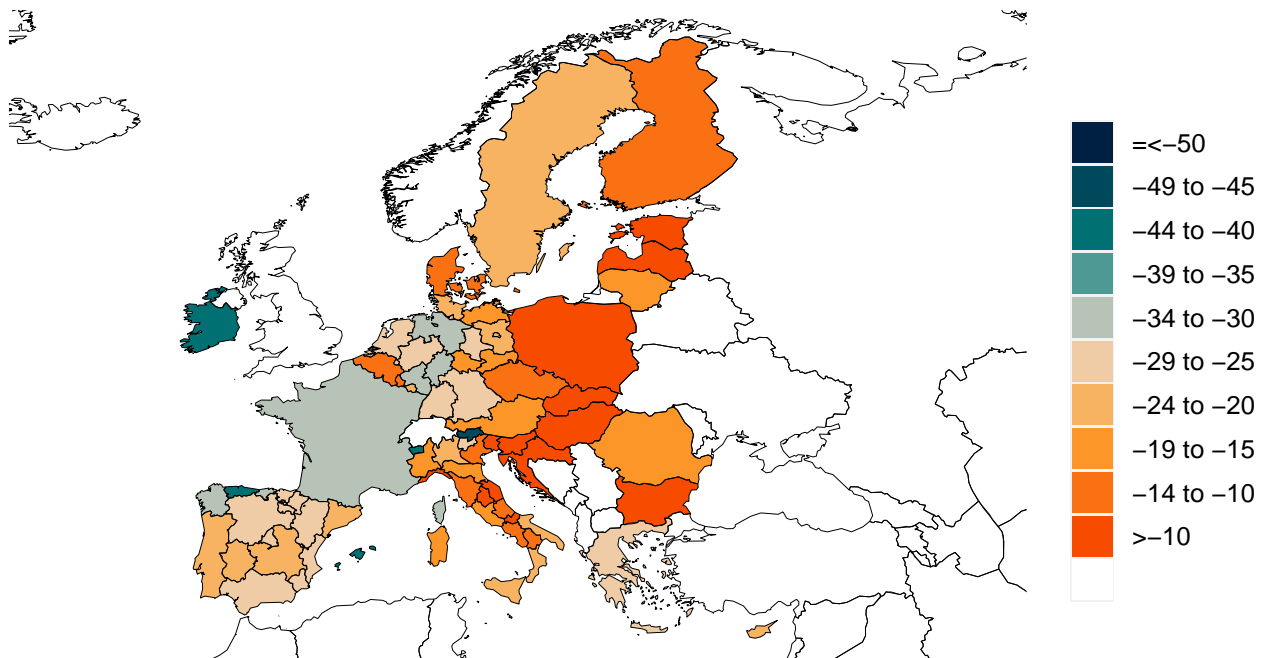 =<−50
−49 to −45
−44 to −40
−39 to −35
−34 to −30
−29 to −25
−24 to −20
−19 to −15
−14 to −10
>−10